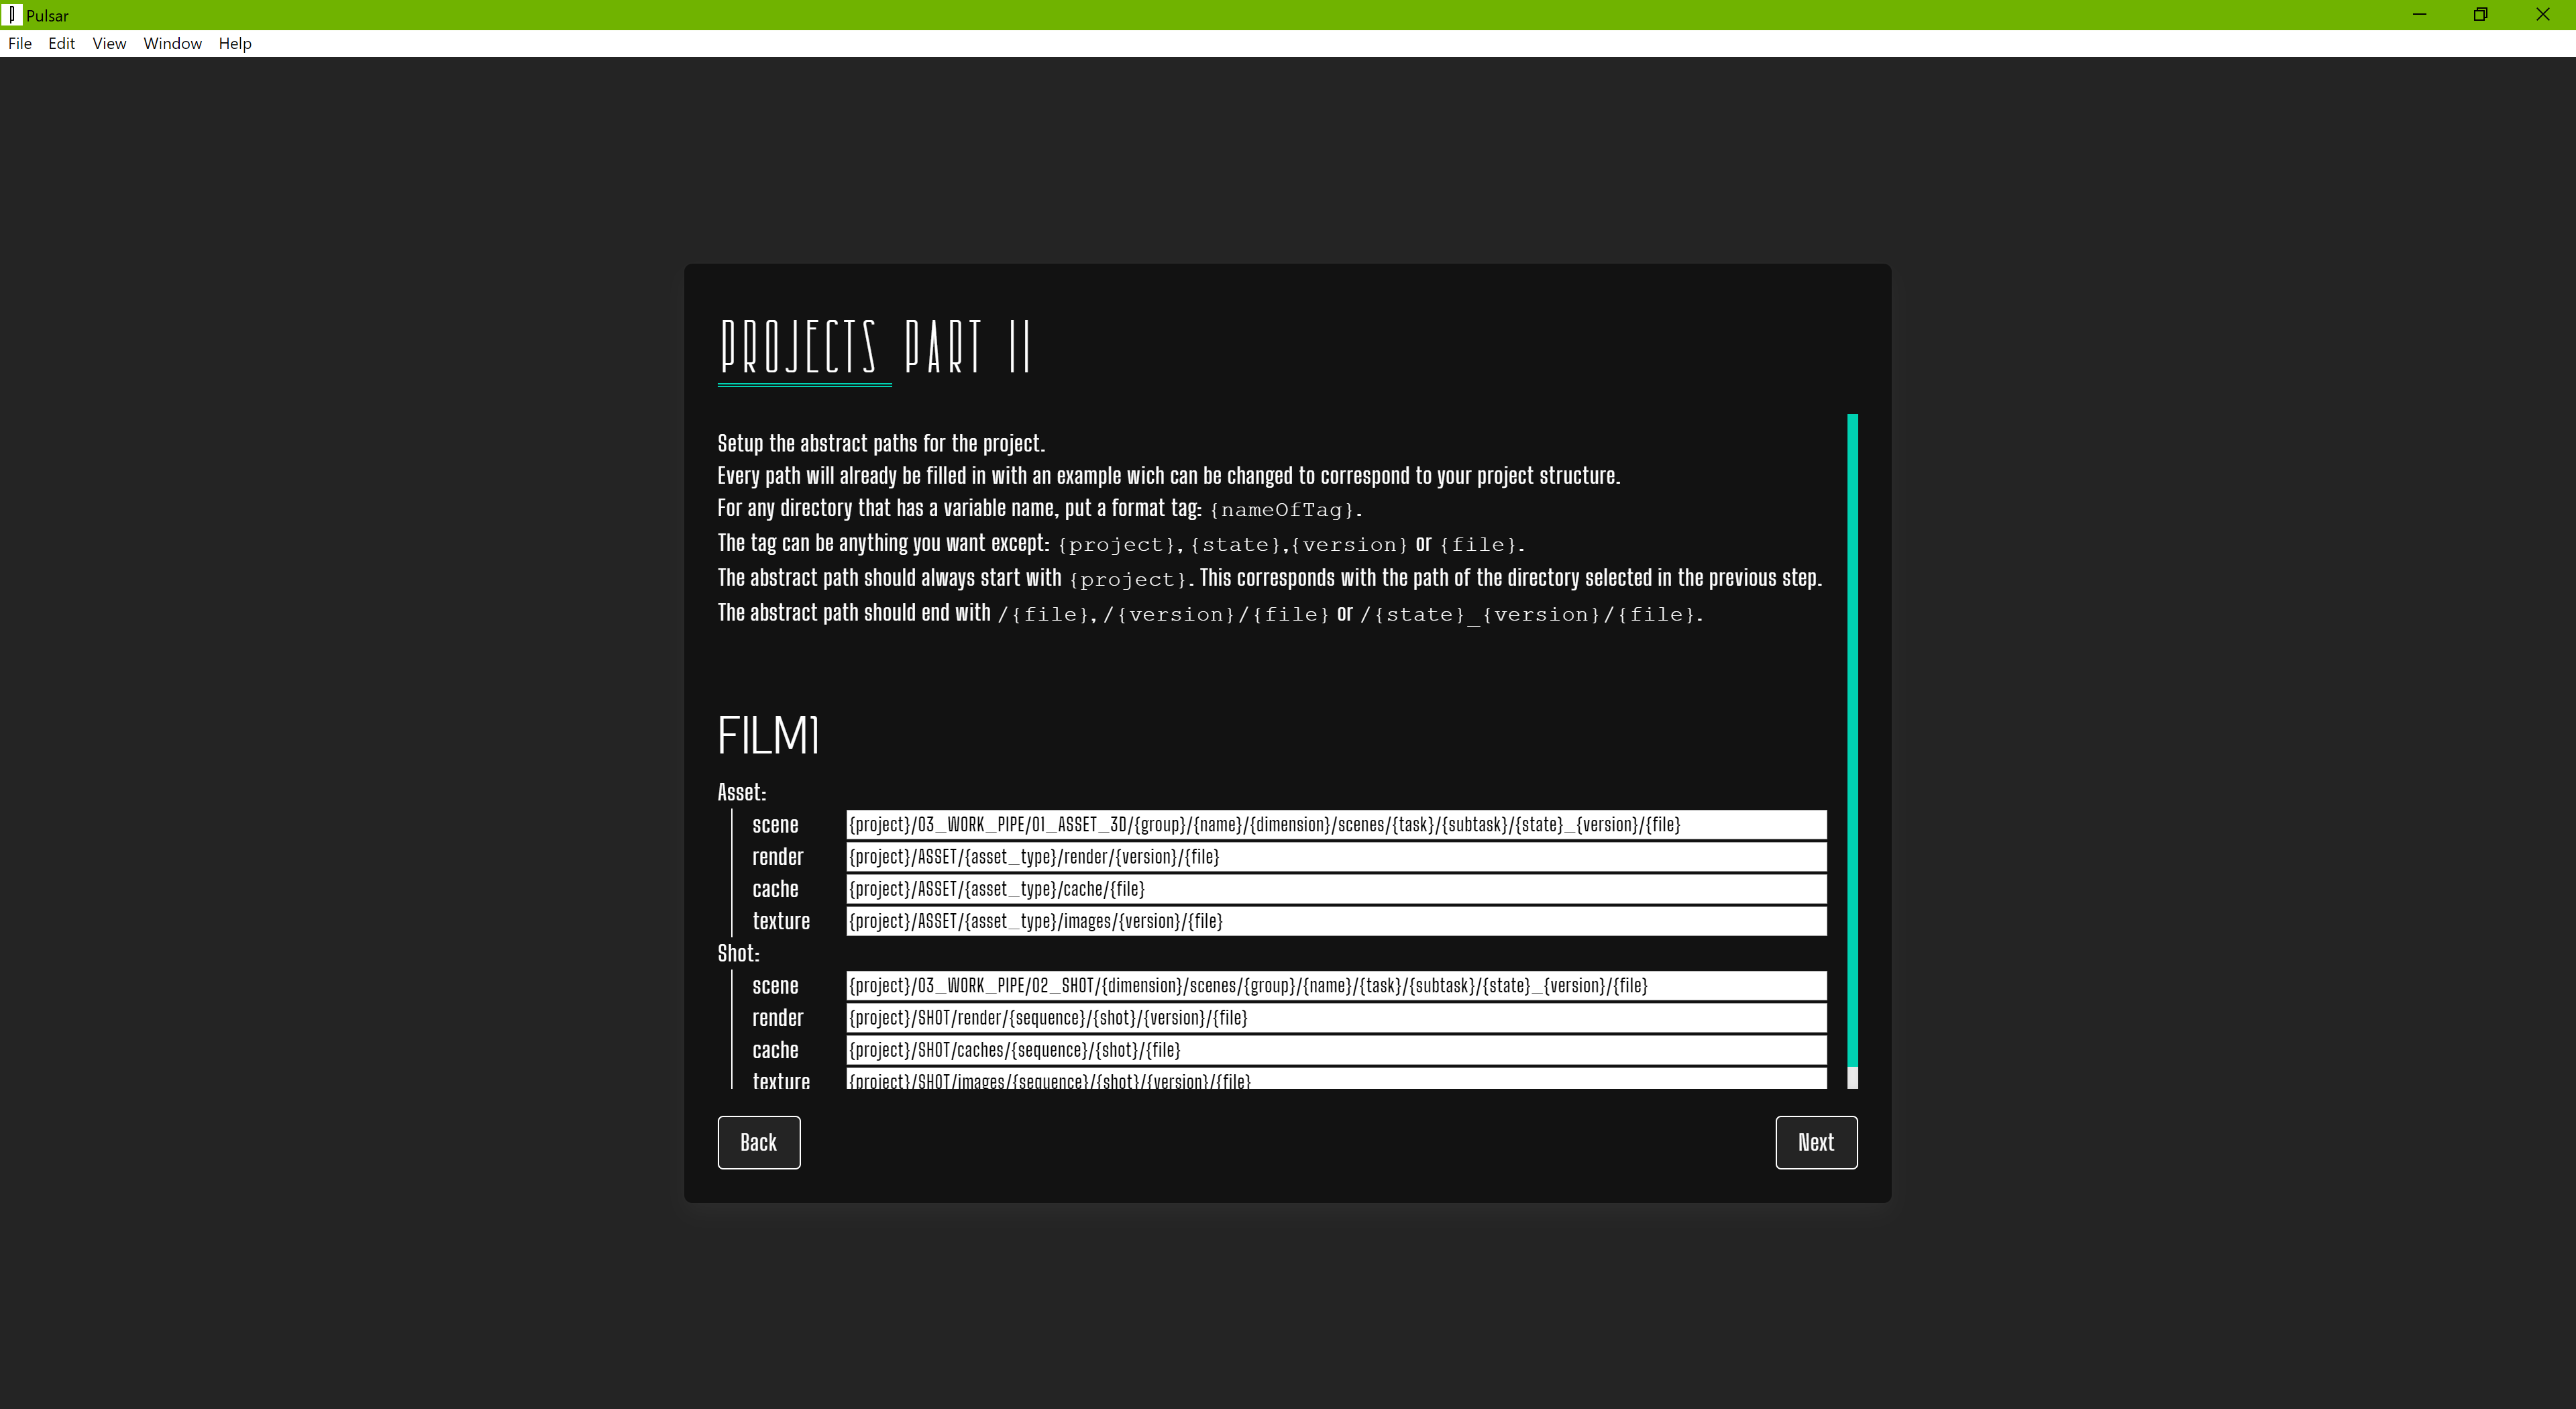 Pulsar
File Edit View Window Help
PROJECTS PART II
Setup the abstract paths for the project.
Every path will already be filled in with an example wich can be changed to correspond to your project structure.
For any directory that has a variable name, put a format tag: {nameOfTag}.
The tag can be anything you want except: {project}, {state},{version} or {file}.
The abstract path should always start with {project}. This corresponds with the path of the directory selected in the previous step.
The abstract path should end with /{file}, /{version}/{file} or /{state}_{version}/{file}.
FILM1
Asset:
scene {project}/03_WORK_PIPE/01_ASSET_3D/{group}/{name}/{dimension}/scenes/{task}/{subtask}/{state}_{version}/{file}
render {project}/ASSET/{asset_type}/render/{version}/{file}
cache {project}/ASSET/{asset_type}/cache/{file}
texture {project}/ASSET/{asset_type}/images/{version}/{file}
Shot:
scene {project}/03_WORK_PIPE/02_SHOT/{dimension}/scenes/{group}/{name}/{task}/{subtask}/{state}_{version}/{file}
render {project}/SHOT/render/{sequence}/{shot}/{version}/{file}
cache {project}/SHOT/caches/{sequence}/{shot}/{file}
texture {project}/SHOT/images/{sequence}/{shot}/{version}/{file}
Back Next